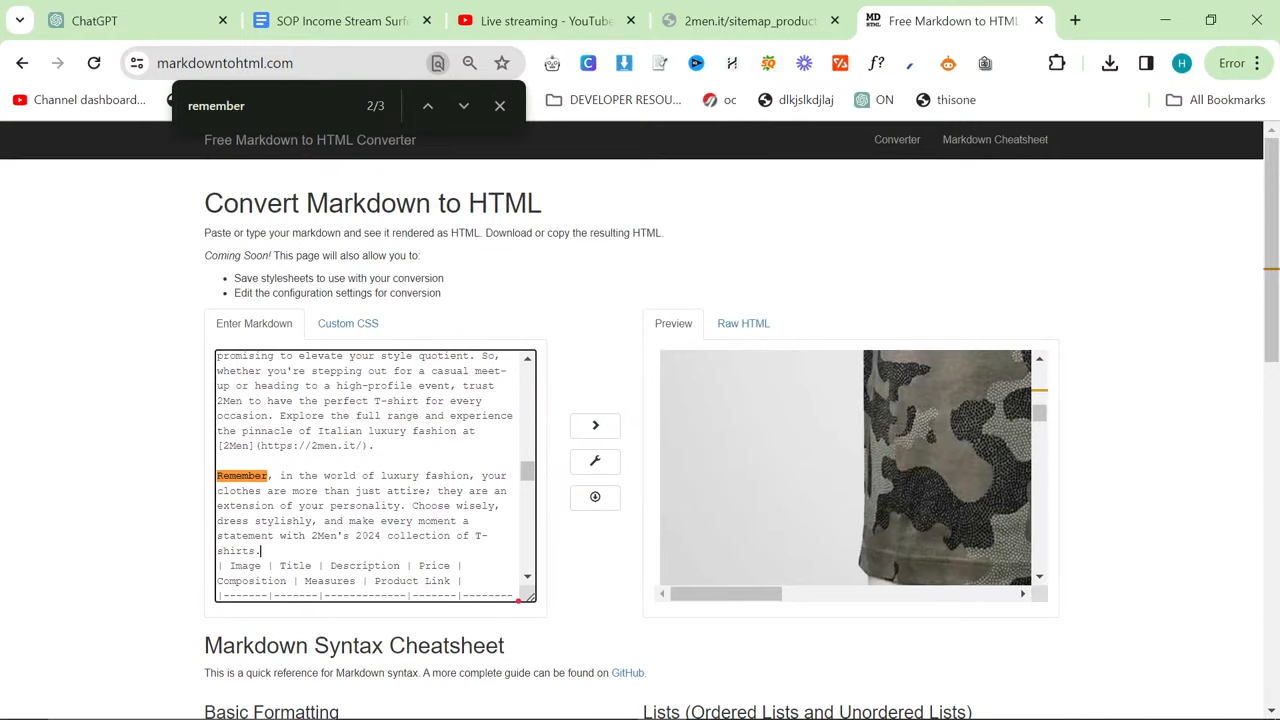 ChatGPT
SOP Income Stream Surf
Live streaming - YouTube
2men.it/sitemap_product
MD
HTML
Free Markdown to HTML
markdowntohtml.com
Error
remember
2/3
Channel dashboard...
DEVELOPER RESOU...
oc
dlkjslkdjlaj
ON
thisone
All Bookmarks
Free Markdown to HTML Converter
Converter
Markdown Cheatsheet
Convert Markdown to HTML
Paste or type your markdown and see it rendered as HTML. Download or copy the resulting HTML.
Coming Soon! This page will also allow you to:
Save stylesheets to use with your conversion
Edit the configuration settings for conversion
Enter Markdown
Custom CSS
Preview
Raw HTML
promising to elevate your style quotient. So,
whether you're stepping out for a casual meet-
up or heading to a high-profile event, trust
2Men to have the perfect T-shirt for every
occasion. Explore the full range and experience
the pinnacle of Italian luxury fashion at
[2Men](https://2men.it/).
Remember, in the world of luxury fashion, your
clothes are more than just attire; they are an
extension of your personality. Choose wisely,
dress stylishly, and make every moment a
statement with 2Men's 2024 collection of T-
shirts.
| Image | Title | Description | Price |
Composition | Measures | Product Link |
|-------|-------|-------------|-------|--------
Markdown Syntax Cheatsheet
This is a quick reference for Markdown syntax. A more complete guide can be found on GitHub.
Basic Formatting
Lists (Ordered Lists and Unordered Lists)